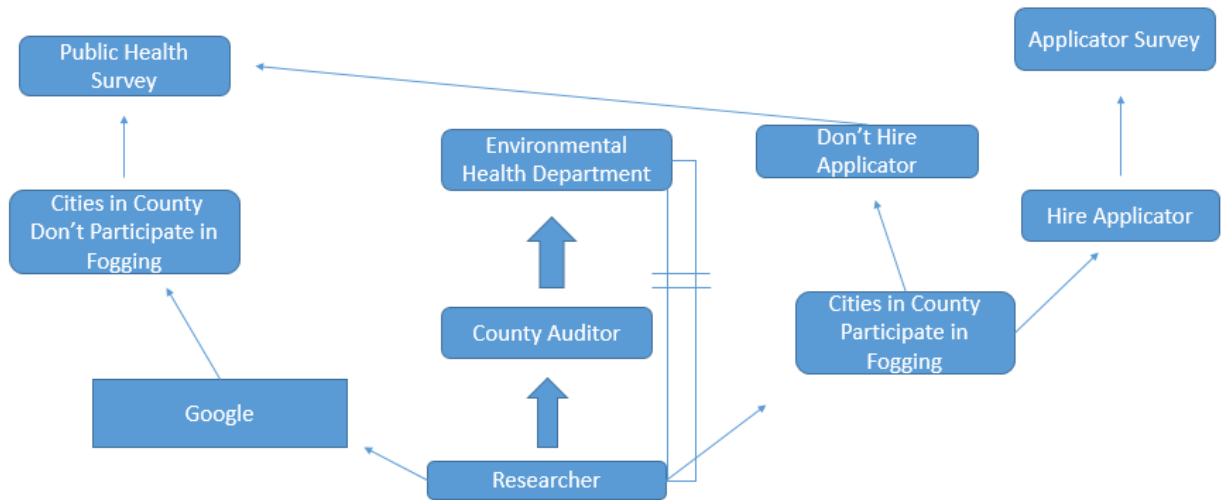 Public Health
Survey
Applicator Survey
Environmental
Health Department
Don't Hire
Applicator
Cities in County
Don't Participate in
Fogging
Hire Applicator
County Auditor
Cities in County
Participate in
Fogging
Google
Researcher